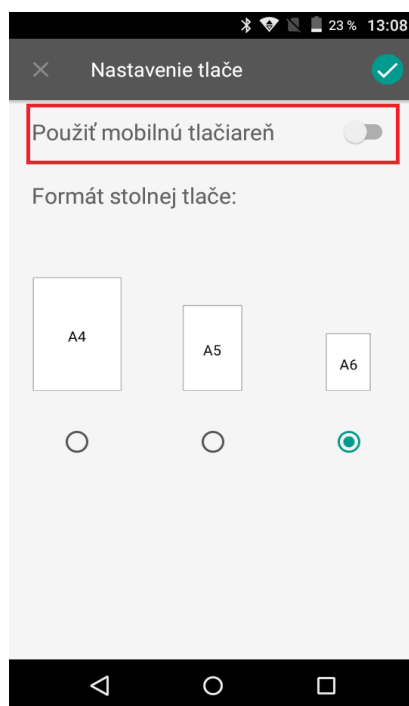 23 % 13:08
Nastavenie tlače
Použiť mobilnú tlačiareň
Formát stolnej tlače:
A4
A5
A6